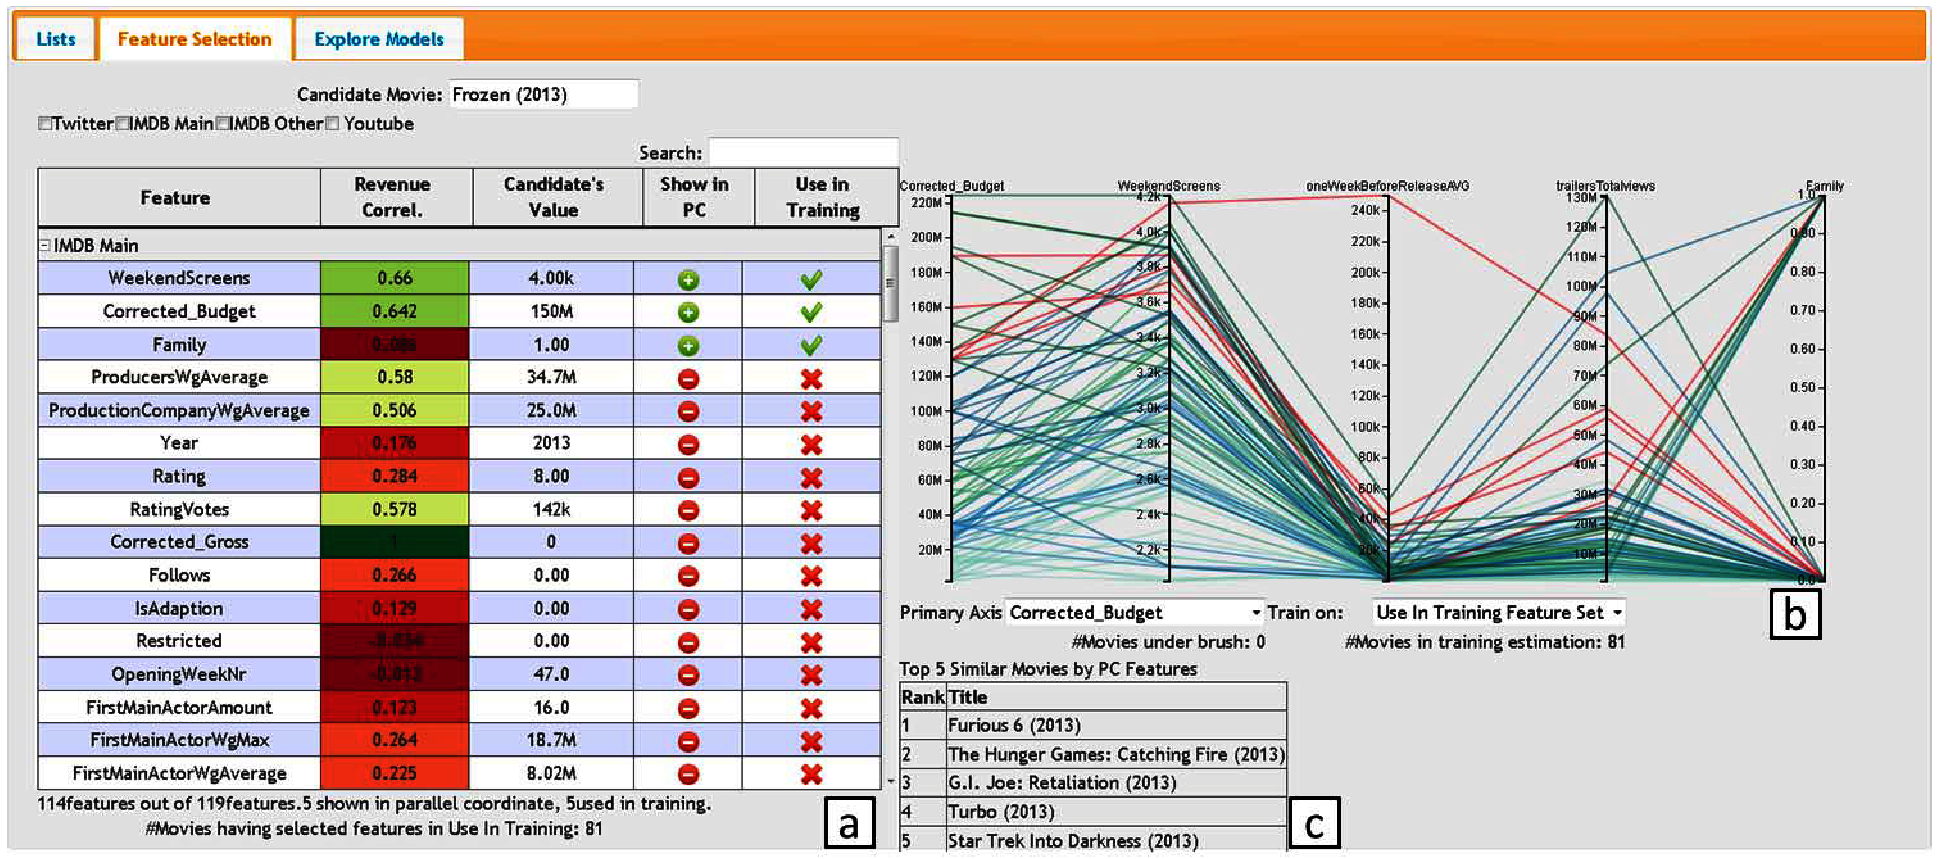 Lists Feature Selection Explore Models
Candidate Movie: Frozen (2013)
Twitter IMDB Main IMDB Other Youtube
Search:
Feature Revenue Correl. Candidate's Value Show in PC Use in Training
IMDB Main
WeekendScreens 0.66 4.00k
Corrected_Budget 0.642 150M
Family 1.00
ProducersWgAverage 0.58 34.7M
ProductionCompanyWgAverage 0.506 25.0M
Year 0.176 2013
Rating 0.284 8.00
RatingVotes 0.578 142k
Corrected_Gross 1 0
Follows 0.266 0.00
IsAdaption 0.129 0.00
Restricted 0.00
OpeningWeekNr 47.0
FirstMainActorAmount 0.123 16.0
FirstMainActorWgMax 0.264 18.7M
FirstMainActorWgAverage 0.225 8.02M
114features out of 119features.5 shown in parallel coordinate, 5used in training.
#Movies having selected features in Use In Training: 81
a
Corrected_Budget WeekendScreens oneWeekBeforeReleaseAVG trailersTotalviews Family
220M
200M
180M
160M
140M
120M
100M
80M
60M
40M
20M
4.2k
4.0k
3.8k
3.6k
3.4k
3.2k
3.0k
2.8k
2.6k
2.4k
2.2k
240k
220k
200k
180k
160k
140k
120k
100k
80k
60k
40k
20k
130M
120M
110M
100M
90M
80M
70M
60M
50M
40M
30M
20M
10M
1.0
0.90
0.80
0.70
0.60
0.50
0.40
0.30
0.20
0.10
0.0
Primary Axis Corrected_Budget Train on: Use In Training Feature Set
b
#Movies under brush: 0 #Movies in training estimation: 81
Top 5 Similar Movies by PC Features
Rank Title
1 Furious 6 (2013)
2 The Hunger Games: Catching Fire (2013)
3 G.I. Joe: Retaliation (2013)
4 Turbo (2013)
5 Star Trek Into Darkness (2013)
c